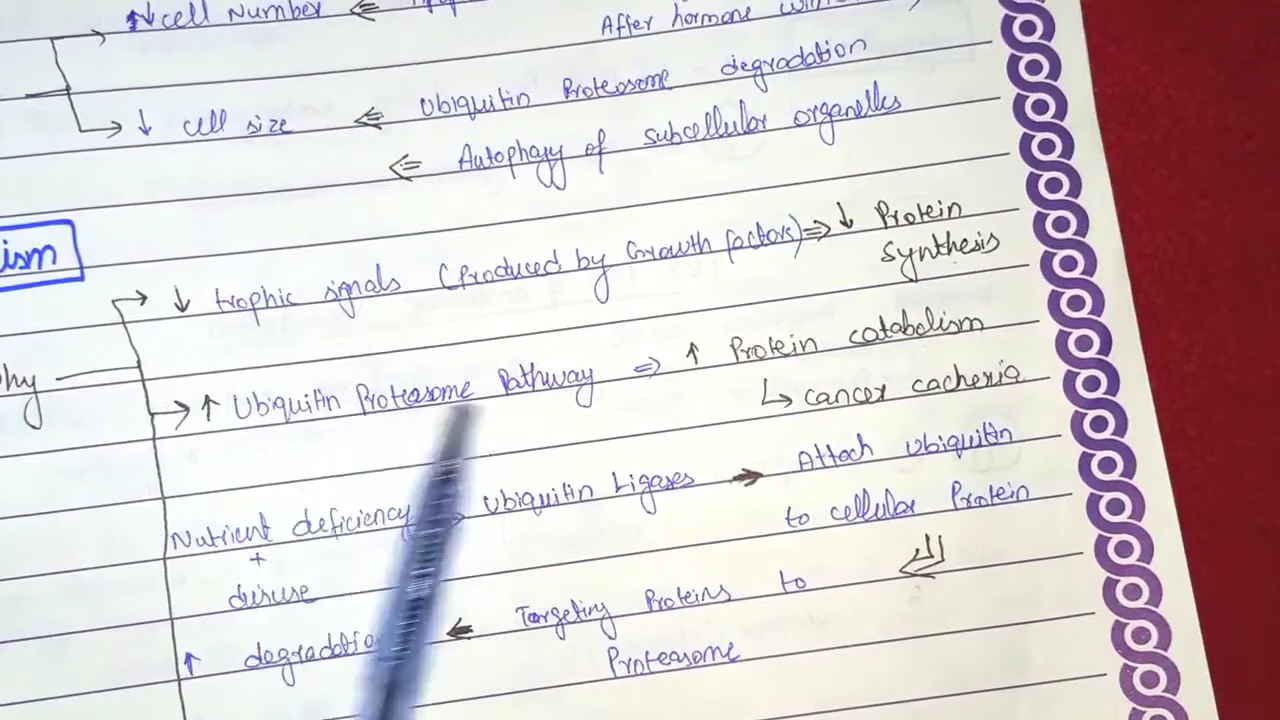 ↓ cell Number ⇐
After hormone
↓ cell size ⇐ Ubiquitin Proteosome degradation
⇐ Autophagy of subcellular organelles
ism
↓ trophic signals (Produced by Growth factors) ⇒ ↓ Protein synthesis
hy
↑ Ubiquitin Proteasome Pathway ⇒ ↑ Protein catabolism
↳ cancer cachexia
Nutrient deficiency → Ubiquitin Ligases → Attach Ubiquitin
+
disuse
to cellular Protein
⇐
↑ degradation ← Targeting Proteins to
Proteasome